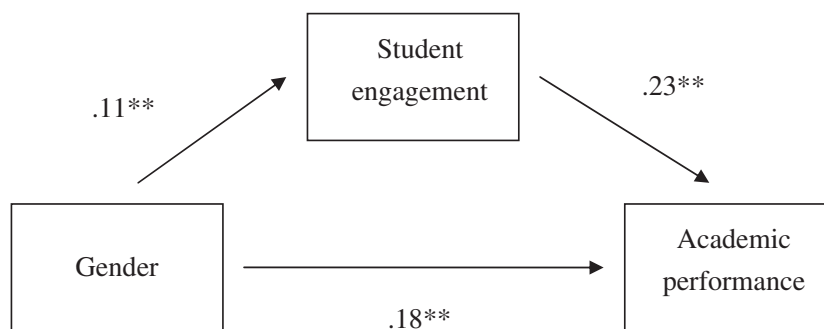 Student
engagement
.11**
.23**
Gender
Academic
performance
.18**